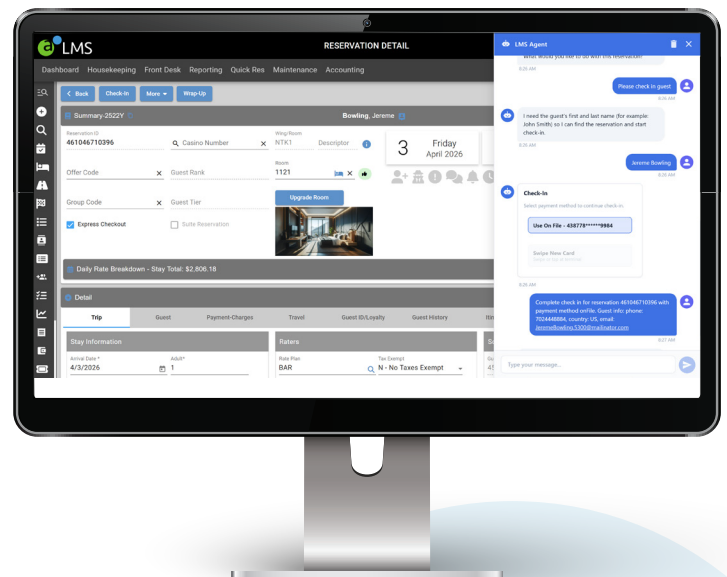 a LMS
RESERVATION DETAIL
Dashboard Housekeeping Front Desk Reporting Quick Res Maintenance Accounting
Back Check-In More Wrap-Up
Summary-2522Y
Bowling, Jereme
Reservation ID
461046710396
Casino Number
Wing/Room
NTK1
Descriptor
3
Friday
April 2026
Offer Code
Guest Rank
Room
1121
Group Code
Guest Tier
Upgrade Room
Express Checkout
Suite Reservation
Daily Rate Breakdown - Stay Total: $2.806.18
Detail
Trip Guest Payment-Charges Travel Guest ID/Loyalty Guest History
Stay Information
Raters
Arrival Date *
4/3/2026
Adult*
1
Rate Plan
BAR
Tax Exempt
N - No Taxes Exempt
LMS Agent
What would you like to do with this reservation?
8:25 AM
Please check in guest
8:26 AM
I need the guest's first and last name (for example:
John Smith) so I can find the reservation and start
check-in.
8:26 AM
Jereme Bowling
8:26 AM
Check-In
Select payment method to continue check in.
Use On File - 438778******9984
Swipe New Card
8:26 AM
Complete check in for reservation 461046710396 with
payment method onFile. Guest info: phone:
7024448884, country: US, email:
JeremeBowling.5300@mailinator.com
8:27 AM
Type your message...